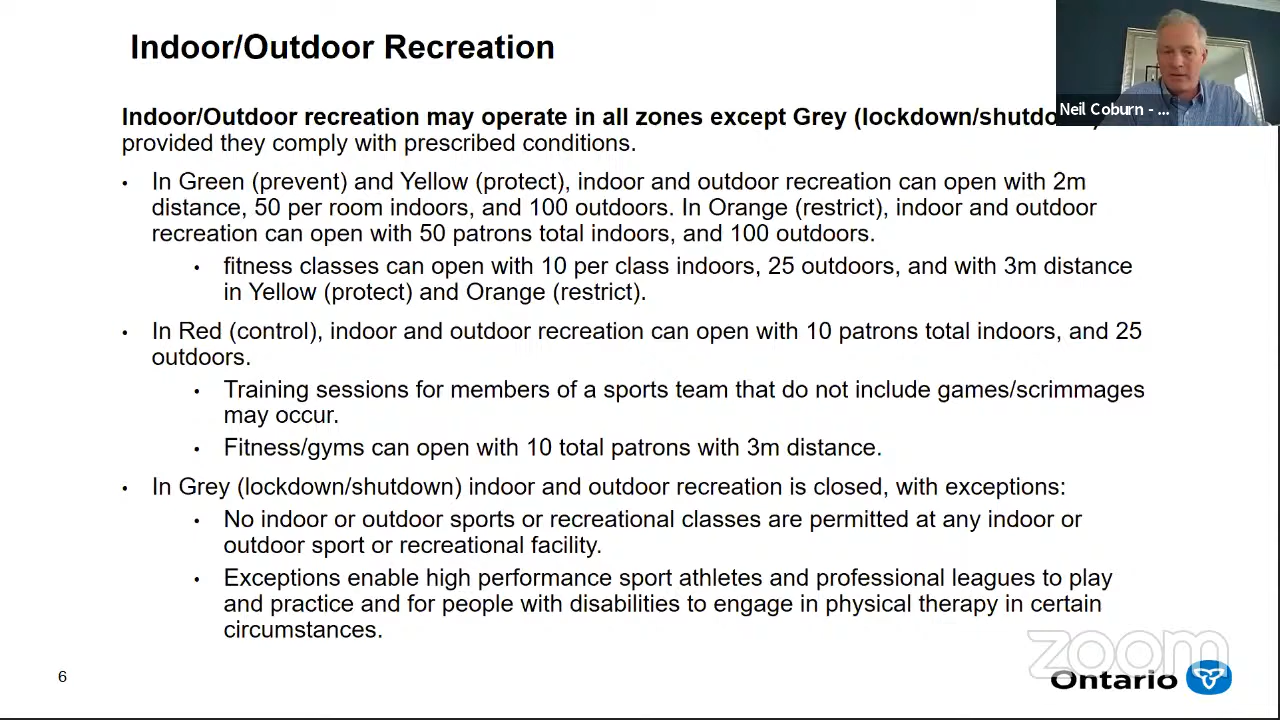 Indoor/Outdoor Recreation
Neil Coburn - ...
Indoor/Outdoor recreation may operate in all zones except Grey (lockdown/shutdo
provided they comply with prescribed conditions.
• In Green (prevent) and Yellow (protect), indoor and outdoor recreation can open with 2m
distance, 50 per room indoors, and 100 outdoors. In Orange (restrict), indoor and outdoor
recreation can open with 50 patrons total indoors, and 100 outdoors.
• fitness classes can open with 10 per class indoors, 25 outdoors, and with 3m distance
in Yellow (protect) and Orange (restrict).
• In Red (control), indoor and outdoor recreation can open with 10 patrons total indoors, and 25
outdoors.
• Training sessions for members of a sports team that do not include games/scrimmages
may occur.
• Fitness/gyms can open with 10 total patrons with 3m distance.
• In Grey (lockdown/shutdown) indoor and outdoor recreation is closed, with exceptions:
• No indoor or outdoor sports or recreational classes are permitted at any indoor or
outdoor sport or recreational facility.
• Exceptions enable high performance sport athletes and professional leagues to play
and practice and for people with disabilities to engage in physical therapy in certain
circumstances.
zoom
6
Ontario